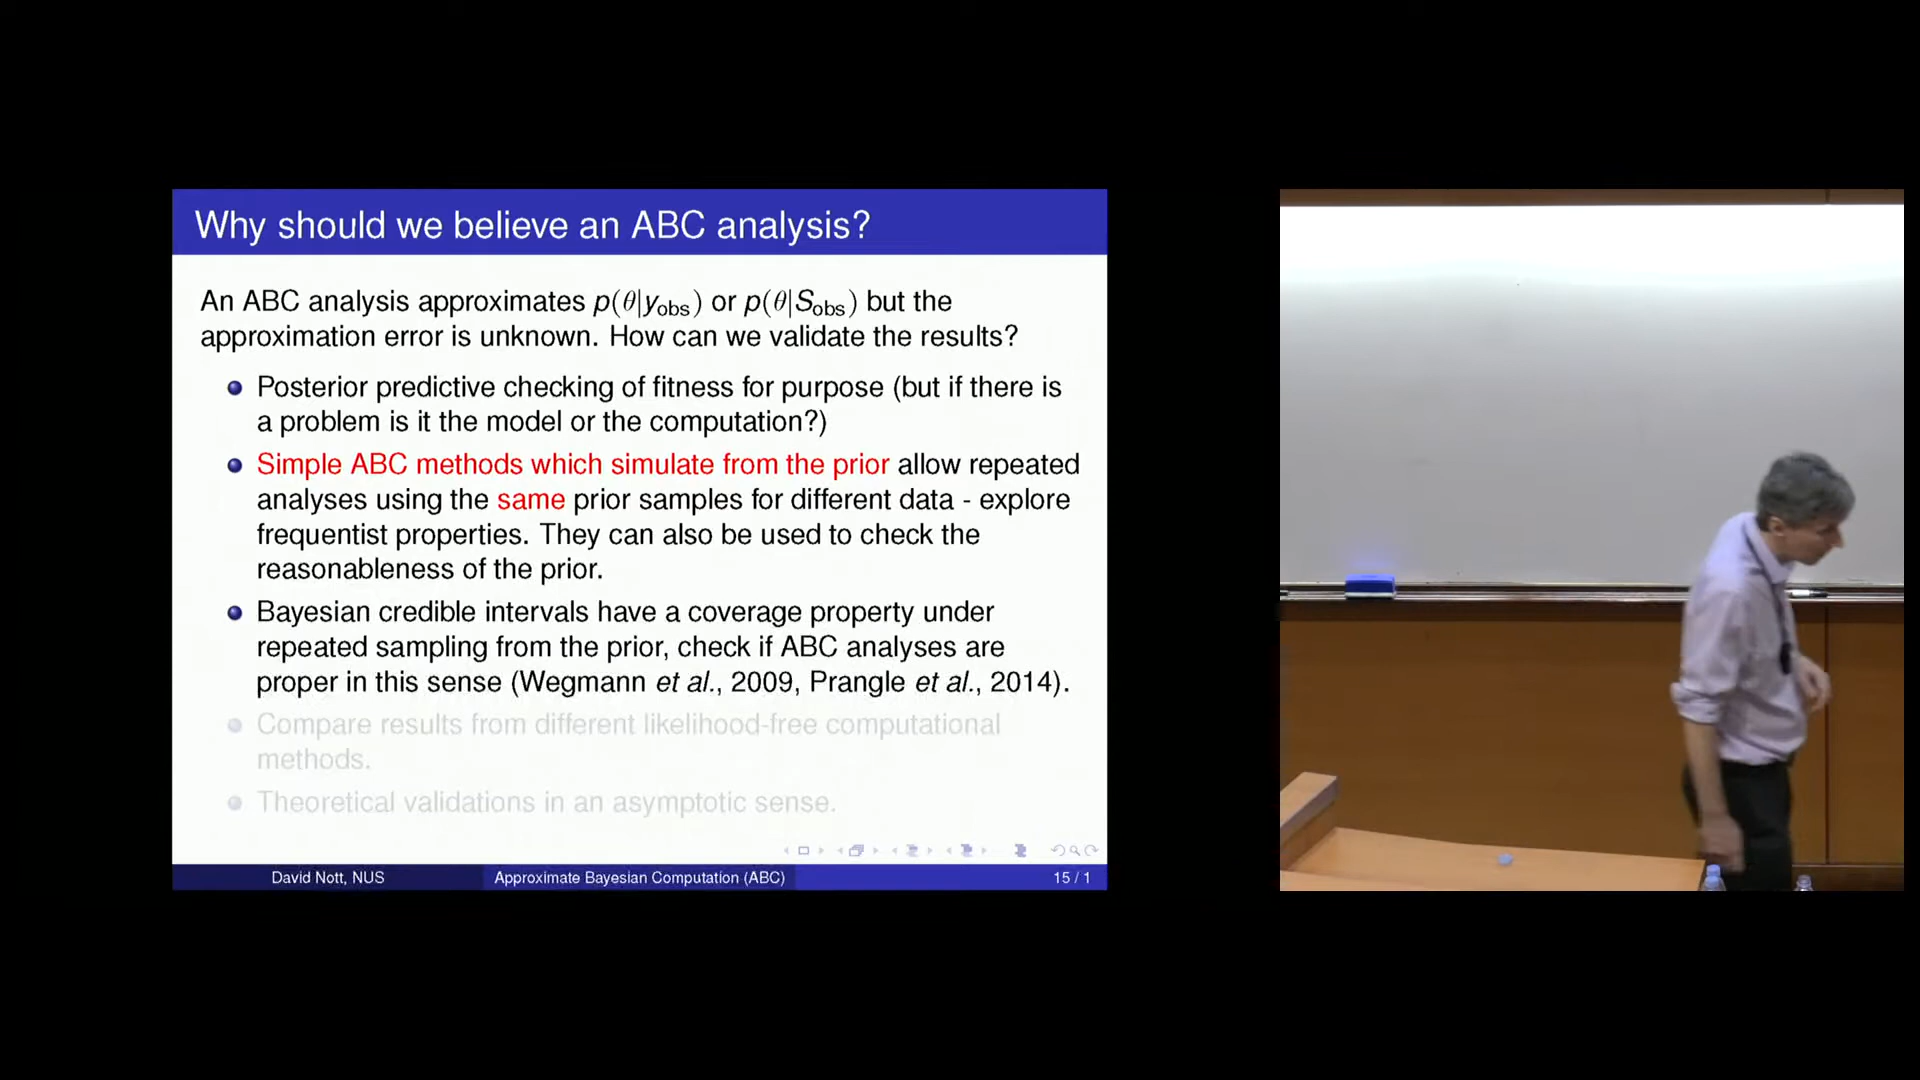 Why should we believe an ABC analysis?
An ABC analysis approximates p(θ|y_obs) or p(θ|S_obs) but the
approximation error is unknown. How can we validate the results?
Posterior predictive checking of fitness for purpose (but if there is
a problem is it the model or the computation?)
Simple ABC methods which simulate from the prior allow repeated
analyses using the same prior samples for different data - explore
frequentist properties. They can also be used to check the
reasonableness of the prior.
Bayesian credible intervals have a coverage property under
repeated sampling from the prior, check if ABC analyses are
proper in this sense (Wegmann et al., 2009, Prangle et al., 2014).
Compare results from different likelihood-free computational
methods.
Theoretical validations in an asymptotic sense.
David Nott, NUS Approximate Bayesian Computation (ABC) 15 / 1